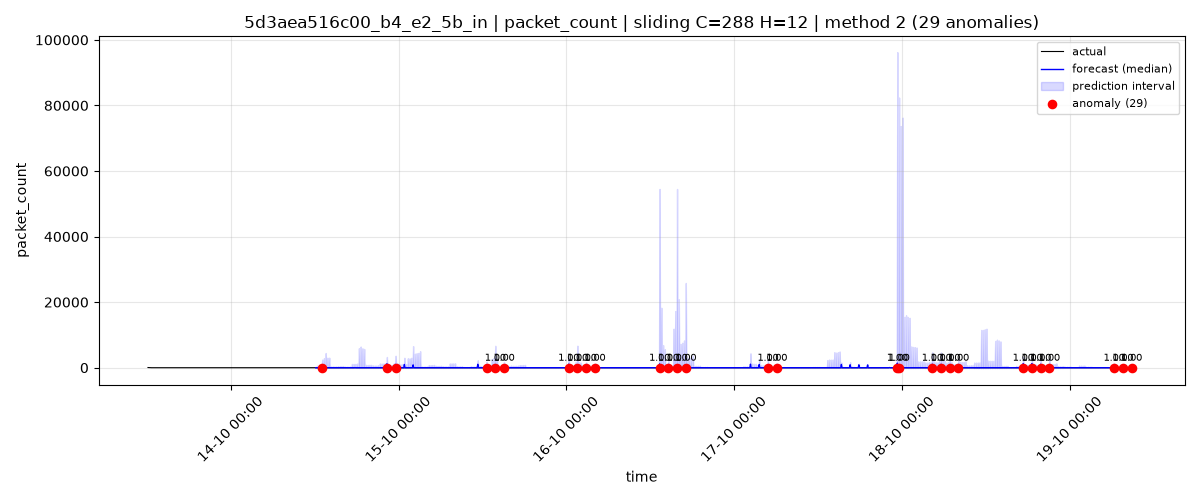 5d3aea516c00_b4_e2_5b_in | packet_count | sliding C=288 H=12 | method 2 (29 anomalies)
100000
80000
60000
40000
20000
0
packet_count
actual
forecast (median)
prediction interval
anomaly (29)
14-10 00:00
15-10 00:00
16-10 00:00
17-10 00:00
18-10 00:00
19-10 00:00
time